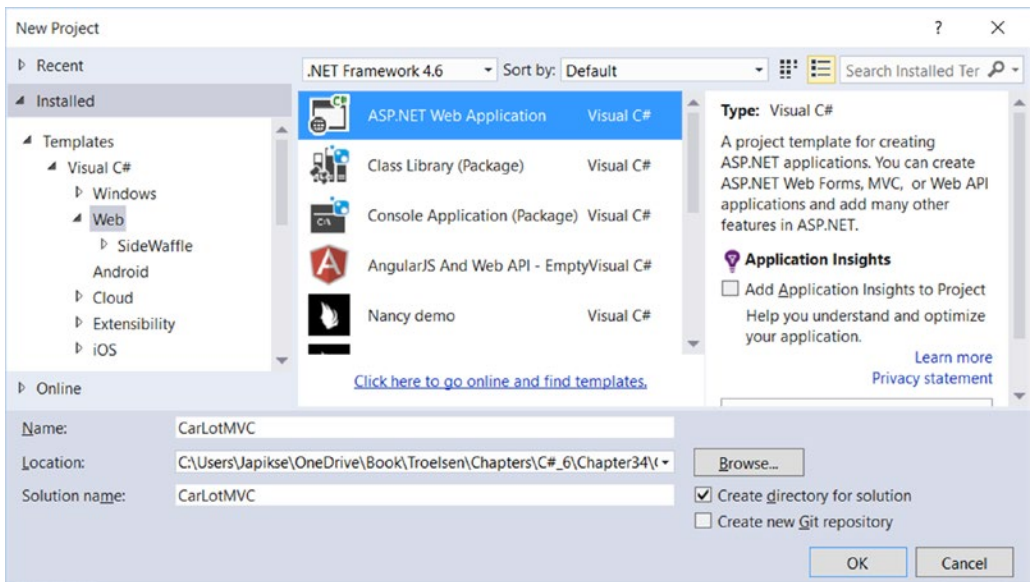 New Project
?
Recent
Installed
Templates
Visual C#
Windows
Web
SideWaffle
Android
Cloud
Extensibility
iOS
Online
.NET Framework 4.6
Sort by: Default
Search Installed Ter
ASP.NET Web Application Visual C#
Class Library (Package) Visual C#
Console Application (Package) Visual C#
AngularJS And Web API - EmptyVisual C#
Nancy demo Visual C#
Click here to go online and find templates.
Type: Visual C#
A project template for creating
ASP.NET applications. You can create
ASP.NET Web Forms, MVC, or Web API
applications and add many other
features in ASP.NET.
Application Insights
Add Application Insights to Project
Help you understand and optimize
your application.
Learn more
Privacy statement
Name: CarLotMVC
Location: C:\Users\Japikse\OneDrive\Book\Troelsen\Chapters\C#_6\Chapter34\
Browse...
Solution name: CarLotMVC
Create directory for solution
Create new Git repository
OK
Cancel